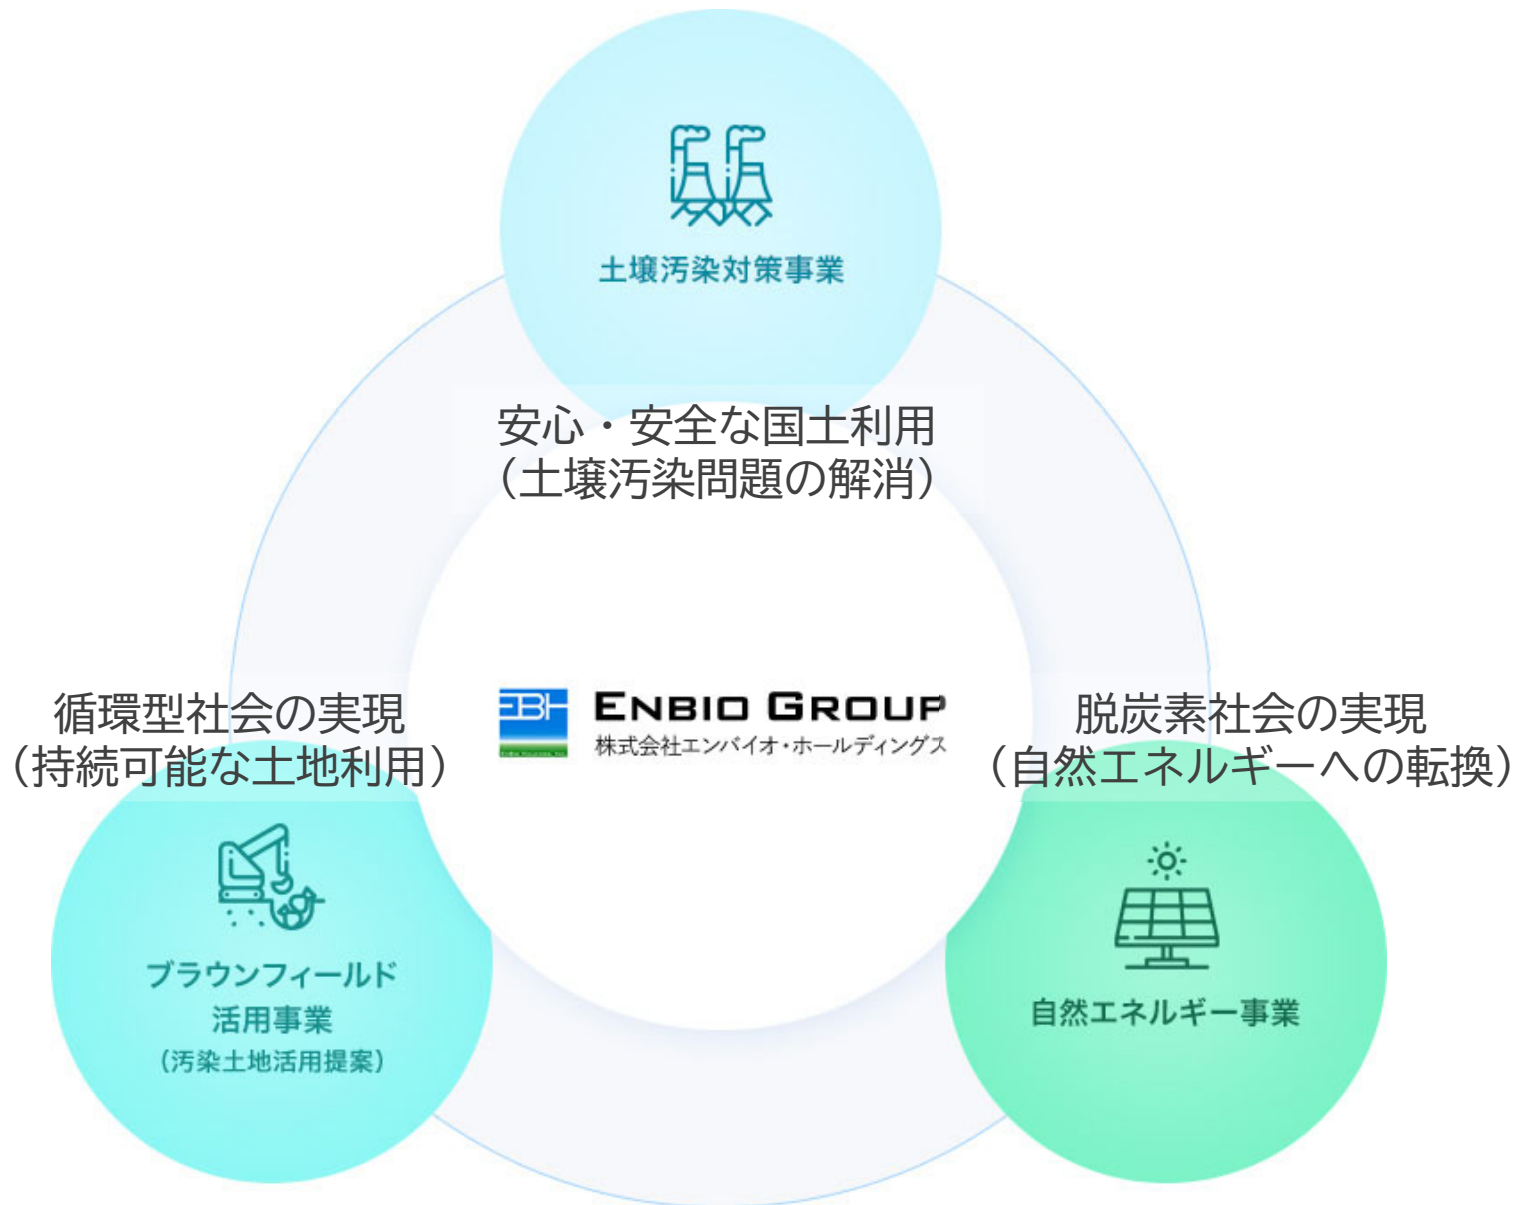 土壌汚染対策事業
安心・安全な国土利用
（土壌汚染問題の解消）
EBH
ENBIO GROUP
株式会社エンバイオ・ホールディングス
循環型社会の実現
（持続可能な土地利用）
ブラウンフィールド
活用事業
（汚染土地活用提案）
脱炭素社会の実現
（自然エネルギーへの転換）
自然エネルギー事業